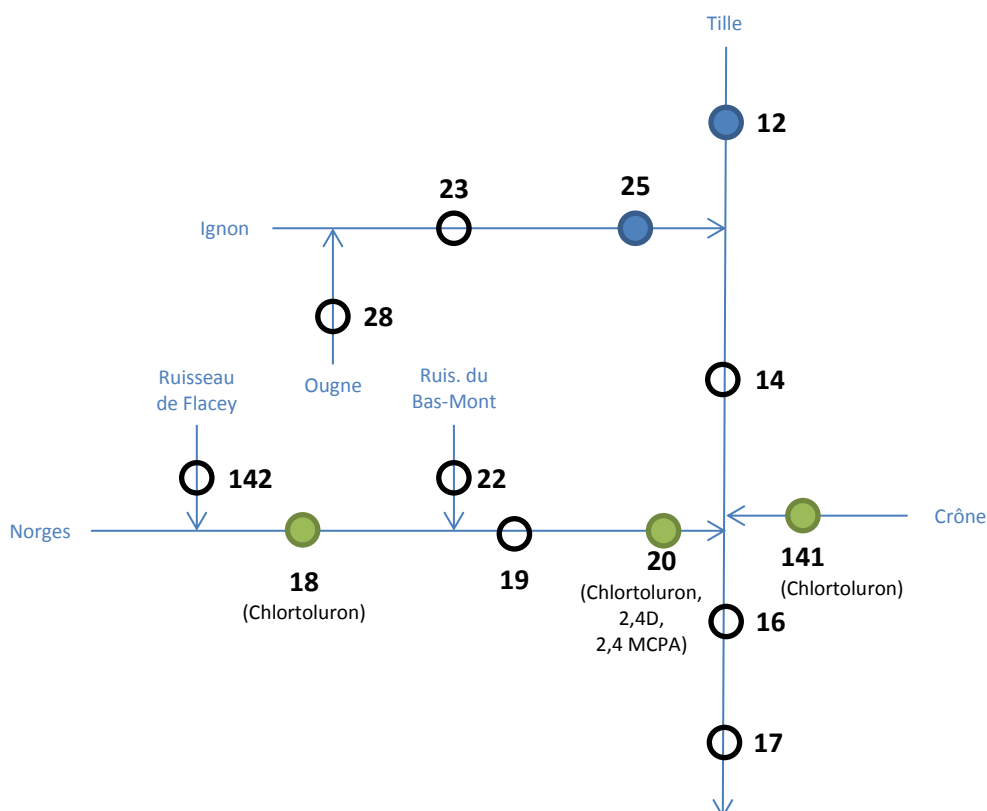 Tille
12
23
25
Ignon
28
Ougne
14
Ruisseau
de Flacey
Ruis. du
Bas-Mont
142
22
Norges
Crône
18
(Chlortoluron)
19
20
(Chlortoluron,
2,4D,
2,4 MCPA)
141
(Chlortoluron)
16
17